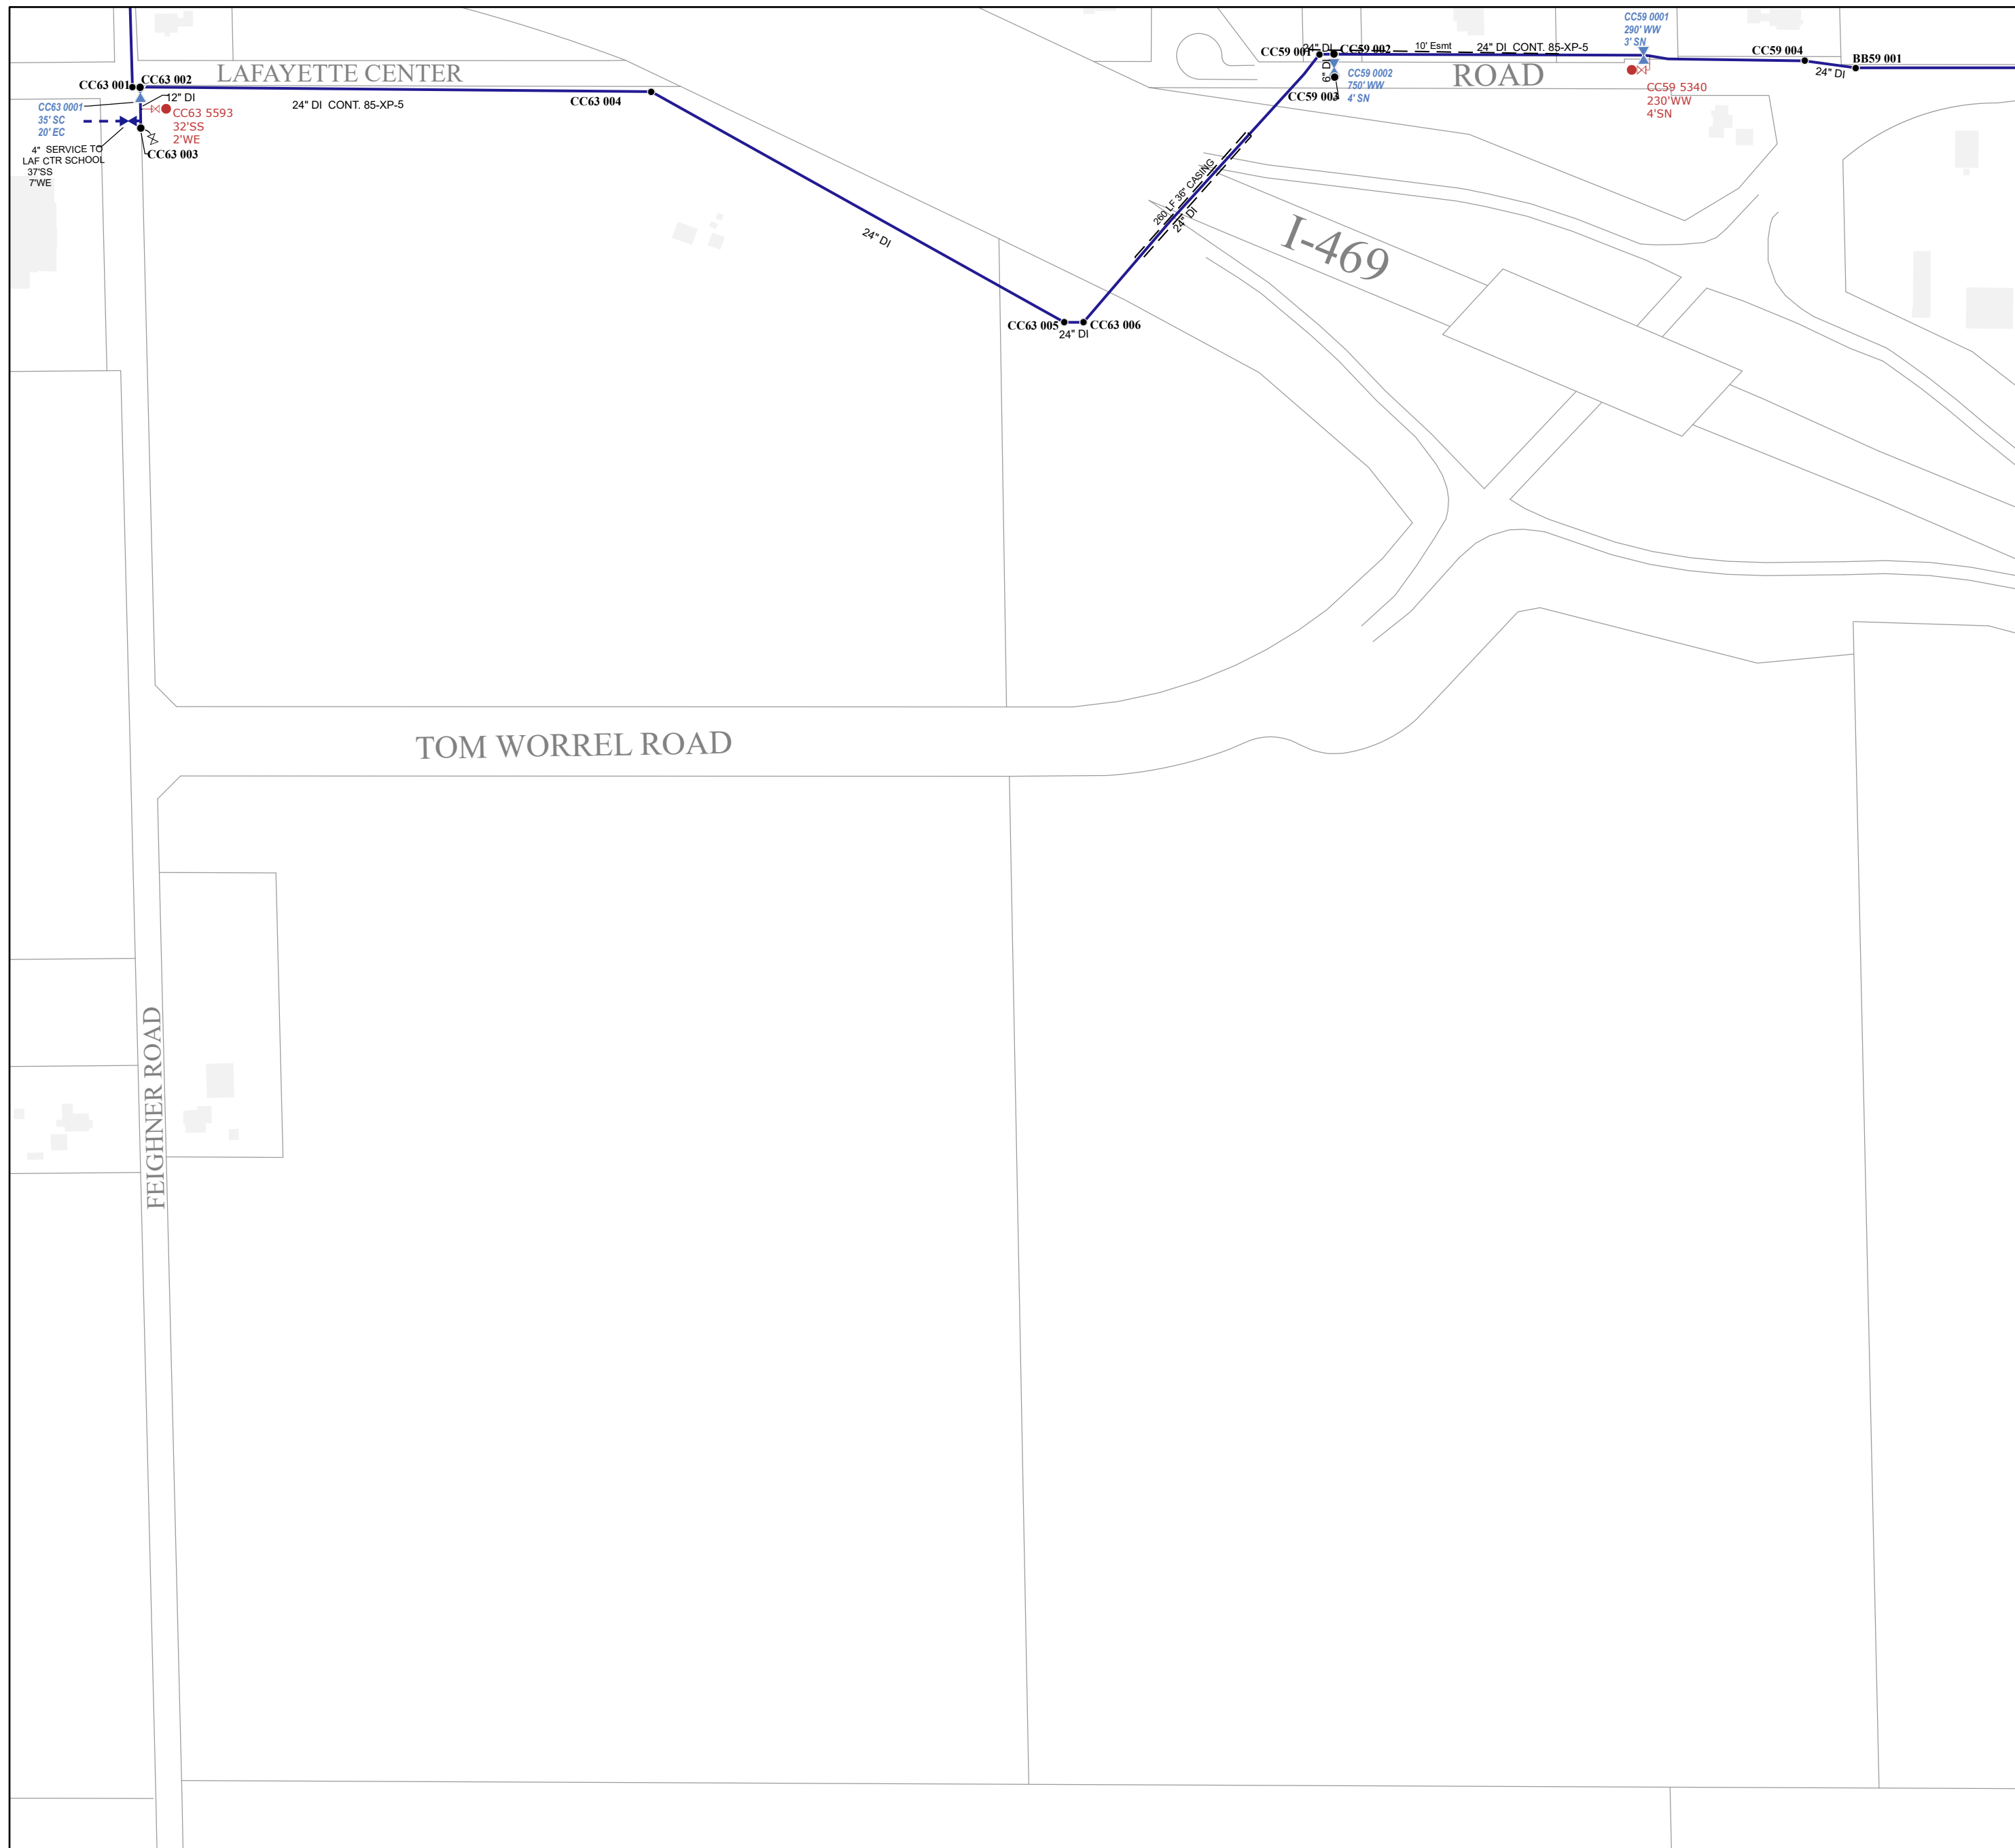 CC59 0001
290' WW
3' SN
24" DI
CC59 001
CC59 002
10' Esmt
24" DI CONT. 85-XP-5
CC59 004
BB59 001
24" DI
LAFAYETTE CENTER
ROAD
CC63 001
CC63 002
12" DI
24" DI CONT. 85-XP-5
CC63 004
6" DI
CC59 0002
750' WW
4' SN
CC59 003
CC59 5340
230'WW
4'SN
CC63 0001
35' SC
20' EC
CC63 5593
32'SS
2'WE
4" SERVICE TO
LAF CTR SCHOOL
37'SS
7'WE
CC63 003
260 LF 36" CASING
24" DI
24" DI
I-469
CC63 005
CC63 006
24" DI
TOM WORREL ROAD
FEIGHNER ROAD